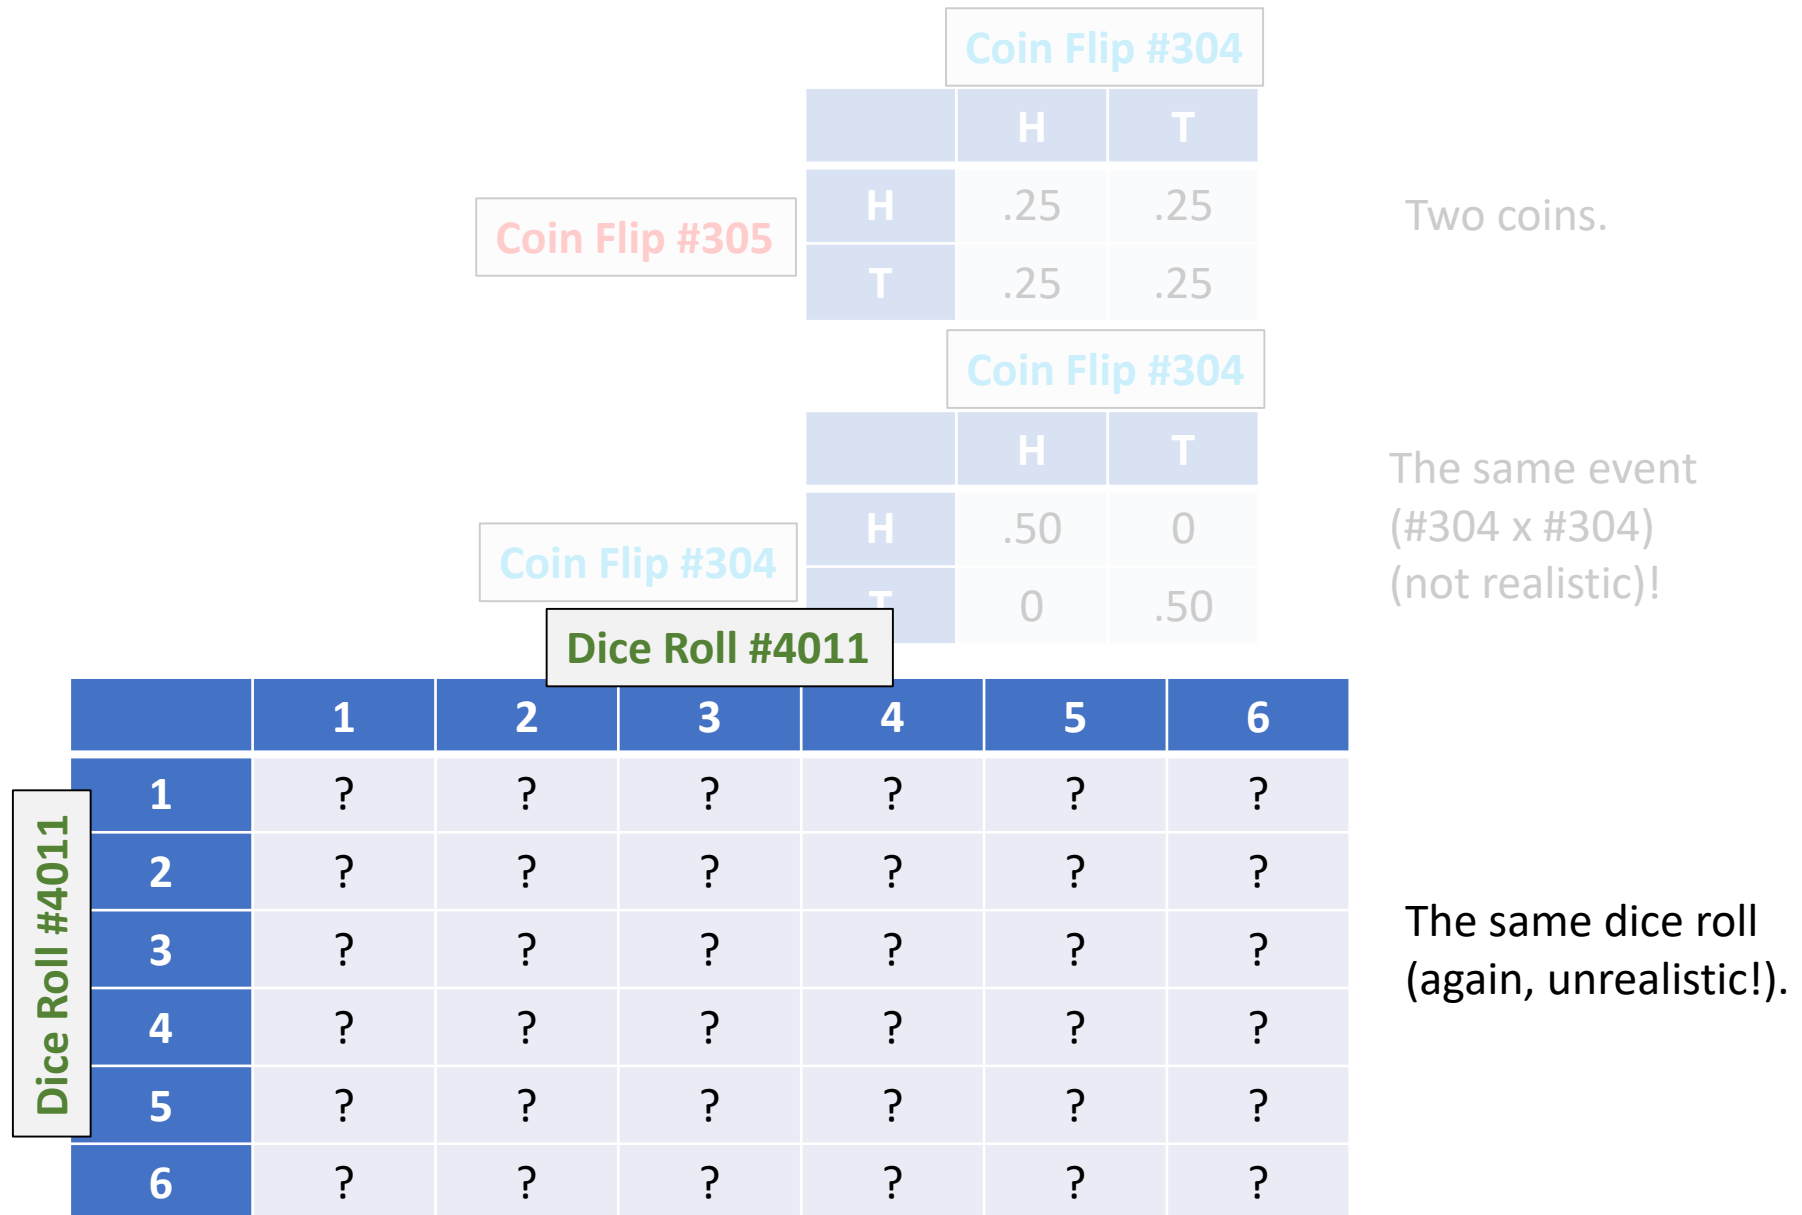 Coin Flip #304
H T
Coin Flip #305
H .25 .25
T .25 .25
Two coins.
Coin Flip #304
H T
Coin Flip #304
H .50 0
T 0 .50
The same event
(#304 x #304)
(not realistic)!
Dice Roll #4011
1 2 3 4 5 6
Dice Roll #4011
1 ? ? ? ? ? ?
2 ? ? ? ? ? ?
3 ? ? ? ? ? ?
4 ? ? ? ? ? ?
5 ? ? ? ? ? ?
6 ? ? ? ? ? ?
The same dice roll
(again, unrealistic!).